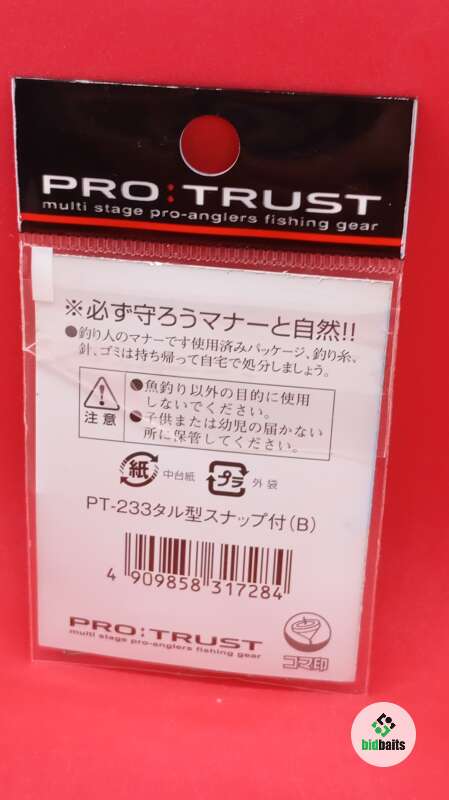 PRO:TRUST
multi stage pro-anglers fishing gear
※必ず守ろうマナーと自然!!
●釣り人のマナーです使用済みパッケージ、釣り糸、
針、ゴミは持ち帰って自宅で処分しましょう。
注意
●魚釣り以外の目的に使用
しないでください。
●子供または幼児の届かない
所に保管してください。
紙 中台紙 プラ 外袋
PT-233タル型スナップ付(B)
4 909858 317284
PRO:TRUST
multi stage pro-anglers fishing gear
コマ印
bidbaits